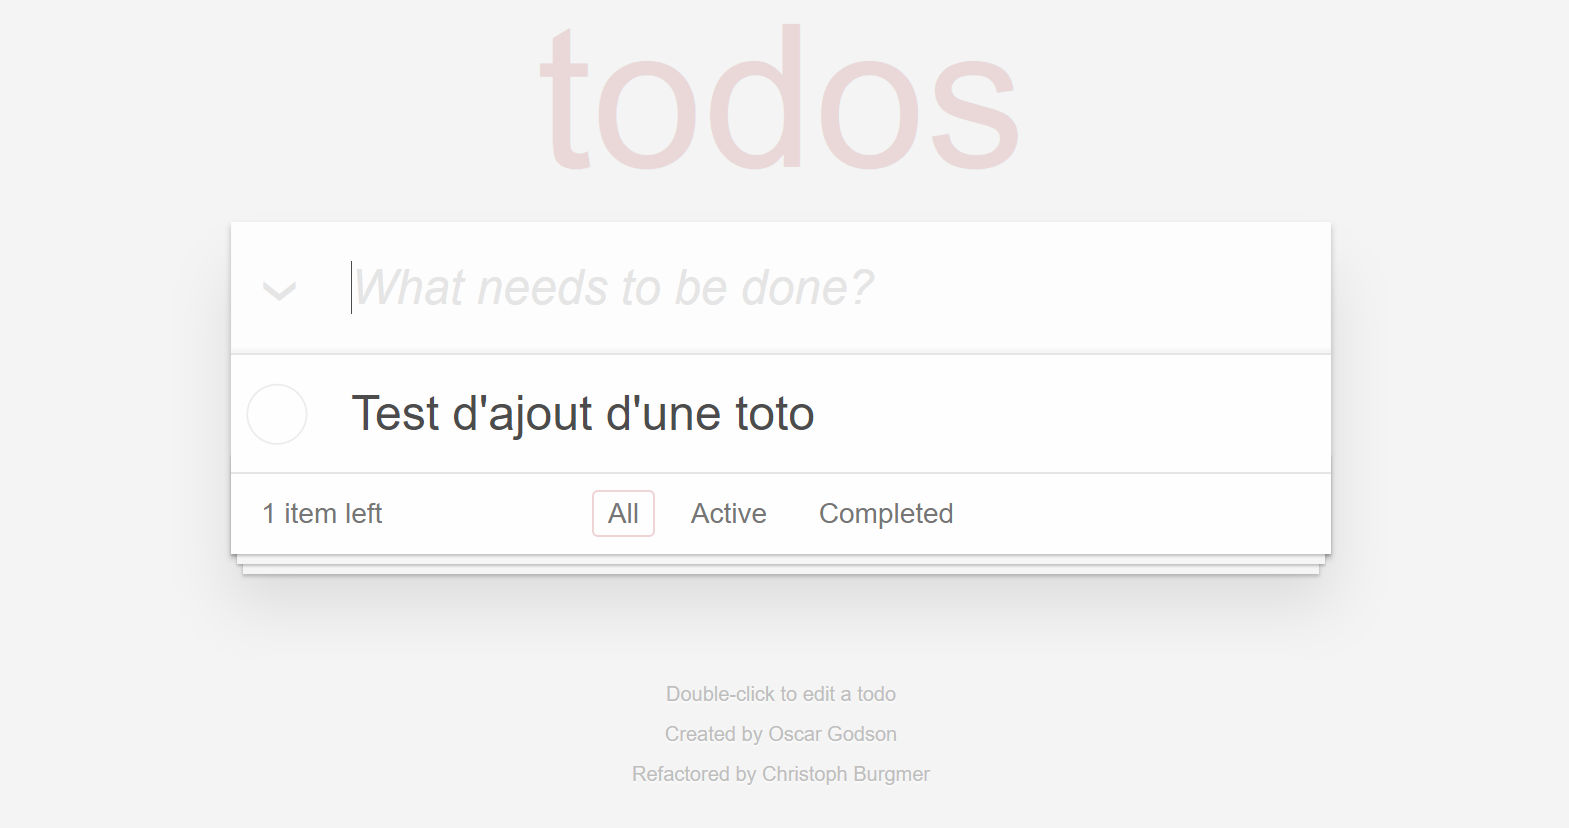 todos
What needs to be done?
Test d'ajout d'une toto
1 item left All Active Completed
Double-click to edit a todo
Created by Oscar Godson
Refactored by Christoph Burgmer